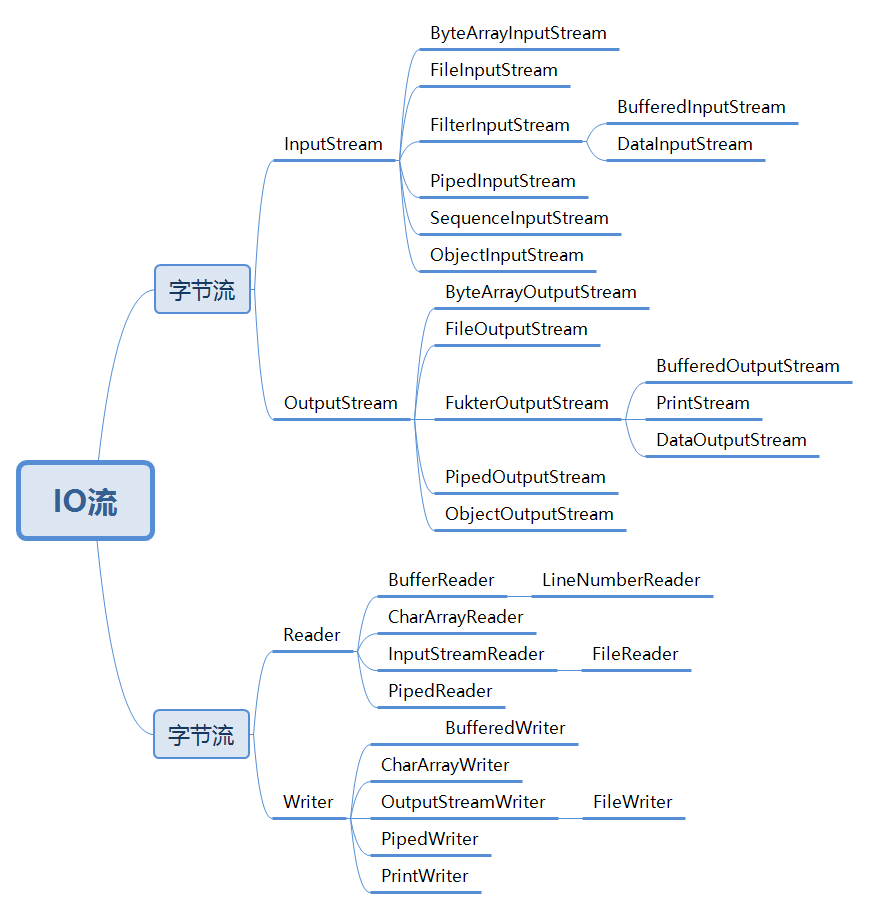 IO流
字节流
InputStream
ByteArrayInputStream
FileInputStream
FilterInputStream
BufferedInputStream
DataInputStream
PipedInputStream
SequenceInputStream
ObjectInputStream
OutputStream
ByteArrayOutputStream
FileOutputStream
FukterOutputStream
BufferedOutputStream
PrintStream
DataOutputStream
PipedOutputStream
ObjectOutputStream
字节流
Reader
BufferReader
LineNumberReader
CharArrayReader
InputStreamReader
FileReader
PipedReader
Writer
BufferedWriter
CharArrayWriter
OutputStreamWriter
FileWriter
PipedWriter
PrintWriter